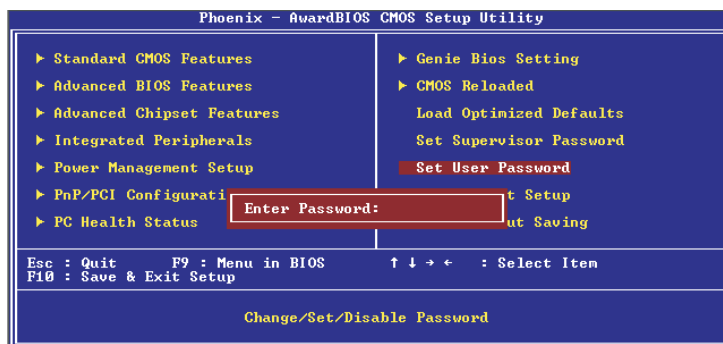 Phoenix - AwardBIOS CMOS Setup Utility
▶ Standard CMOS Features
▶ Advanced BIOS Features
▶ Advanced Chipset Features
▶ Integrated Peripherals
▶ Power Management Setup
▶ PnP/PCI Configurati
▶ PC Health Status
▶ Genie Bios Setting
▶ CMOS Reloaded
Load Optimized Defaults
Set Supervisor Password
Set User Password
t Setup
ut Saving
Enter Password:
Esc : Quit F9 : Menu in BIOS ↑ ↓ → ← : Select Item
F10 : Save & Exit Setup
Change/Set/Disable Password